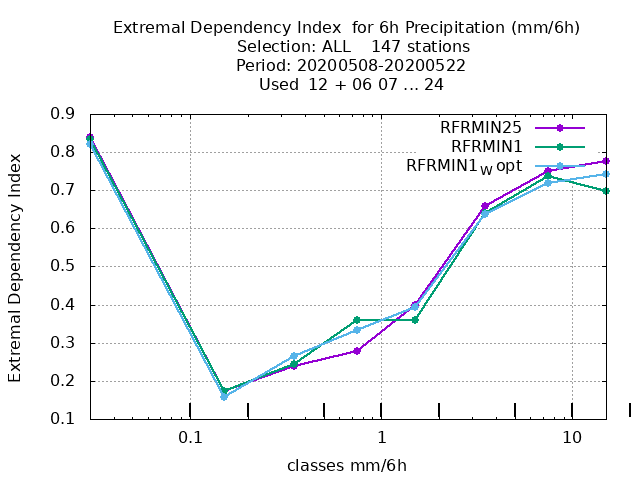 Extremal Dependency Index  for 6h Precipitation (mm/6h)
Selection: ALL    147 stations
Period: 20200508-20200522
Used  12 + 06 07 ... 24
RFRMIN25
RFRMIN1
RFRMIN1W opt
0.9
0.8
0.7
0.6
0.5
0.4
0.3
0.2
0.1
Extremal Dependency Index
0.1 1 10
classes mm/6h